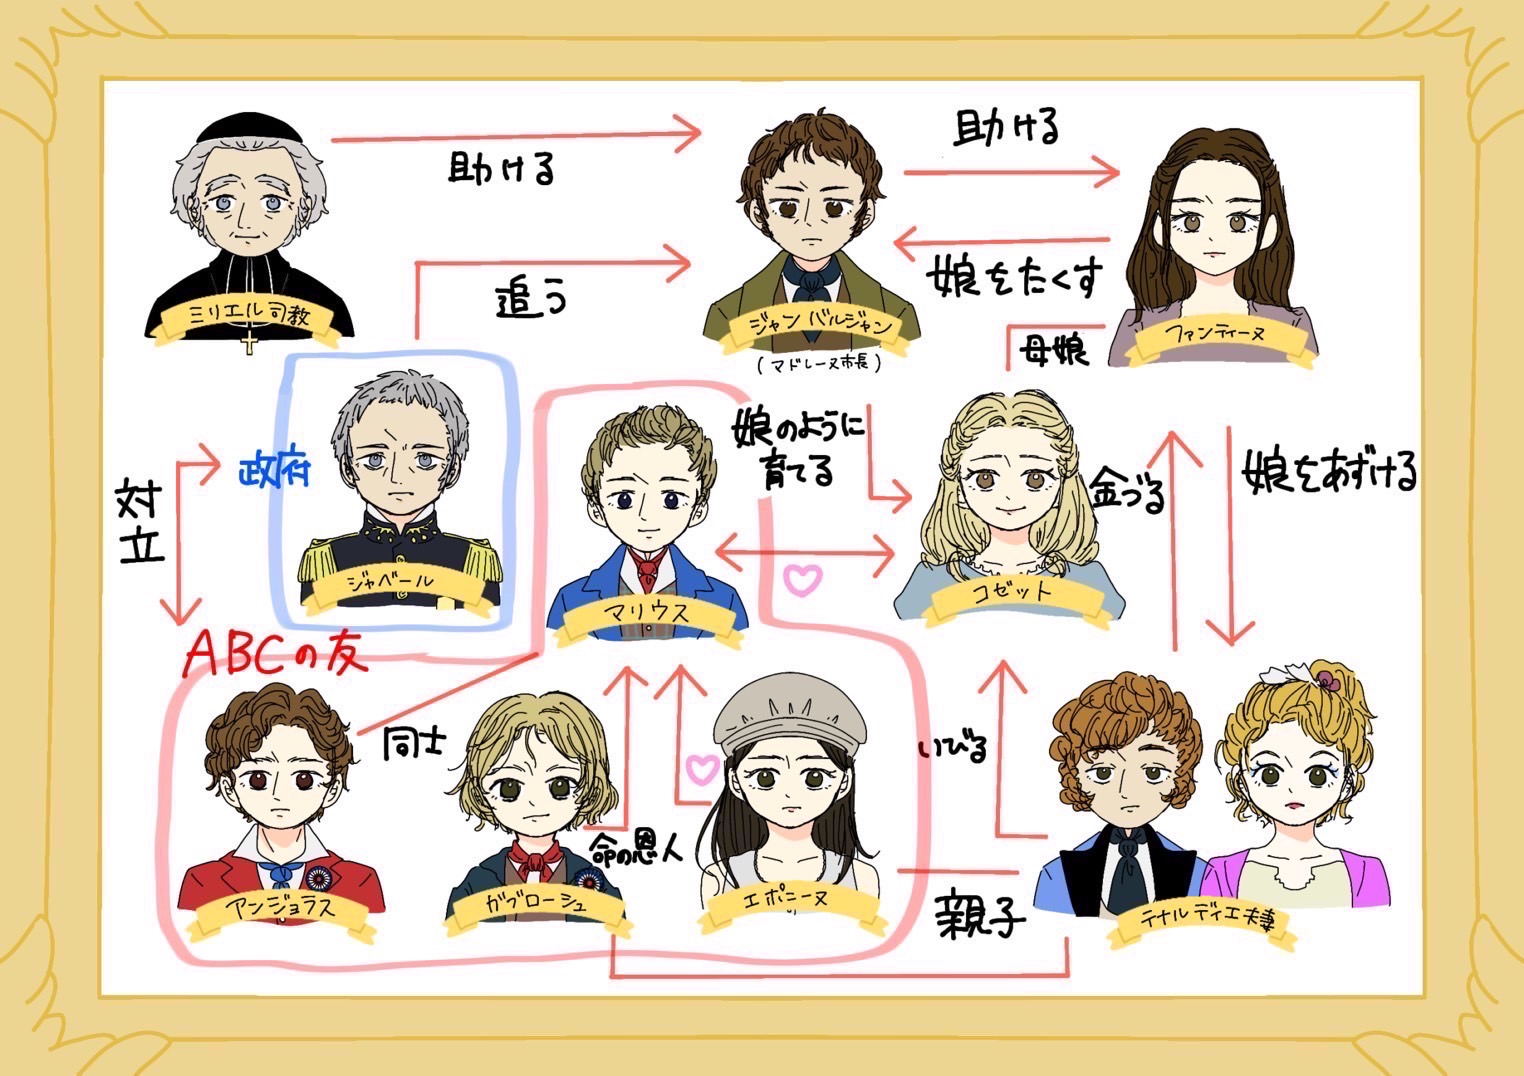 助ける
助ける
追う
娘をたくす
ミリエル司教
ジャンバルジャン
(マドレーヌ市長)
ファンティーヌ
母娘
娘のように
育てる
対
立
政府
金づる
娘をあずける
ジャベール
マリウス
コゼット
ABCの友
同士
いびる
命の恩人
アンジョラス
ガブローシュ
エポニーヌ
親子
テナルディエ夫妻